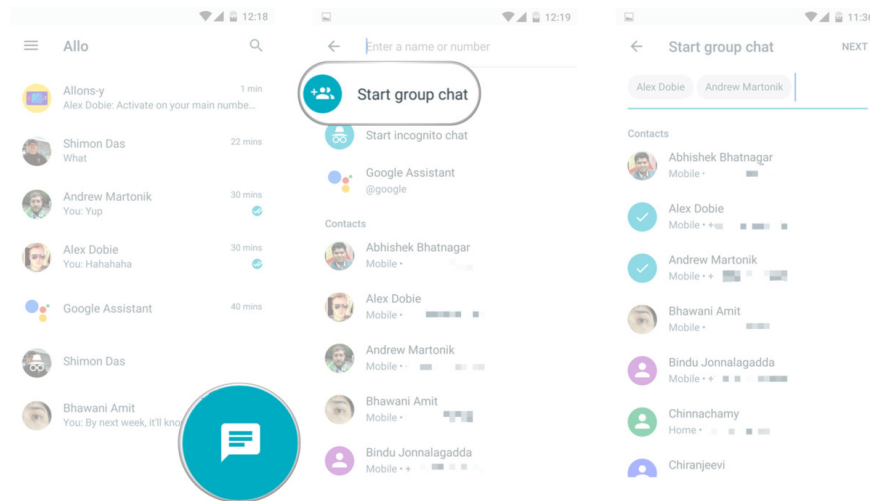 12:18
Allo
Allons-y
1 min
Alex Dobie: Activate on your main numbe...
Shimon Das
22 mins
What
Andrew Martonik
30 mins
You: Yup
Alex Dobie
30 mins
You: Hahahaha
Google Assistant
40 mins
Shimon Das
Bhawani Amit
You: By next week, it'll
12:19
Enter a name or number
Start group chat
Start incognito chat
Google Assistant
@google
Contacts
Abhishek Bhatnagar
Mobile •
Alex Dobie
Mobile •
Andrew Martonik
Mobile •
Bhawani Amit
Mobile •
Bindu Jonnalagadda
Mobile • +
11:36
Start group chat
NEXT
Alex Dobie
Andrew Martonik
Contacts
Abhishek Bhatnagar
Mobile •
Alex Dobie
Mobile • +
Andrew Martonik
Mobile • +
Bhawani Amit
Mobile •
Bindu Jonnalagadda
Mobile • +
Chinnachamy
Home •
Chiranjeevi